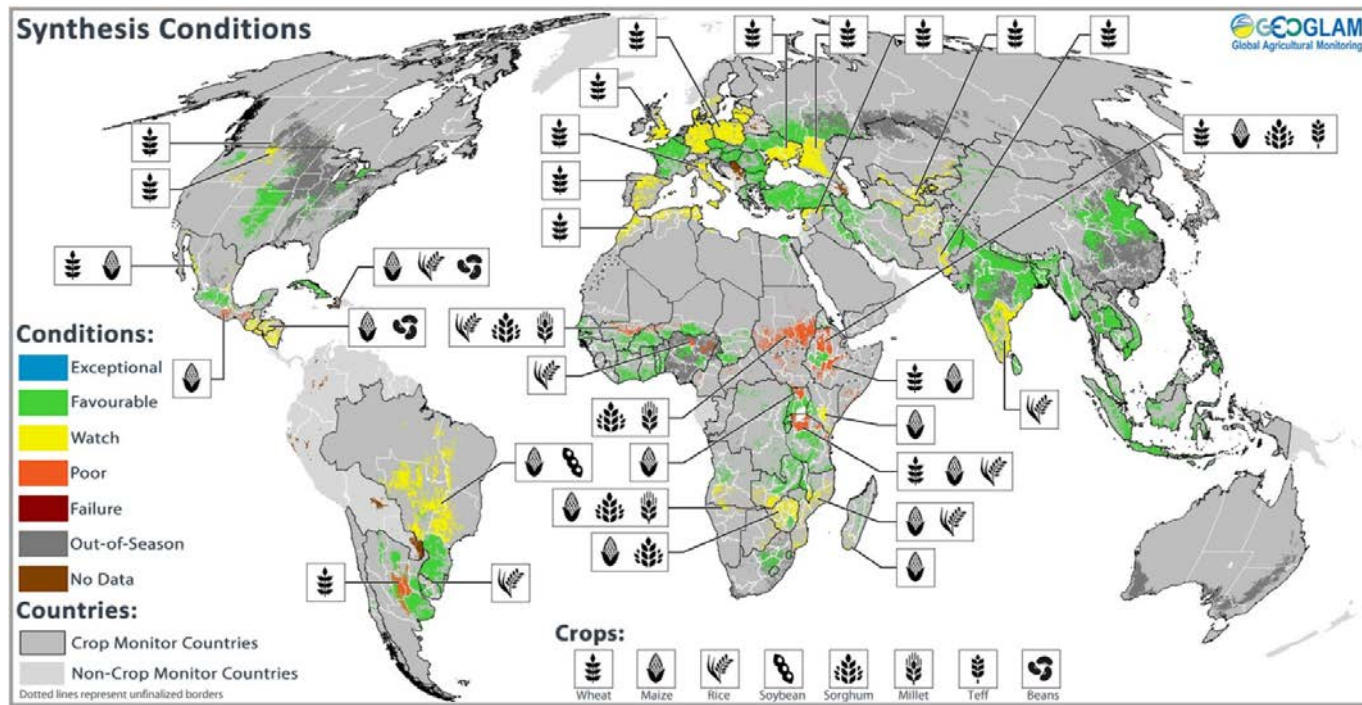 Synthesis Conditions
GEOGLAM
Global Agricultural Monitoring
Conditions:
Exceptional
Favourable
Watch
Poor
Failure
Out-of-Season
No Data
Countries:
Crop Monitor Countries
Non-Crop Monitor Countries
Dotted lines represent unfinalized borders
Crops:
Wheat
Maize
Rice
Soybean
Sorghum
Millet
Teff
Beans